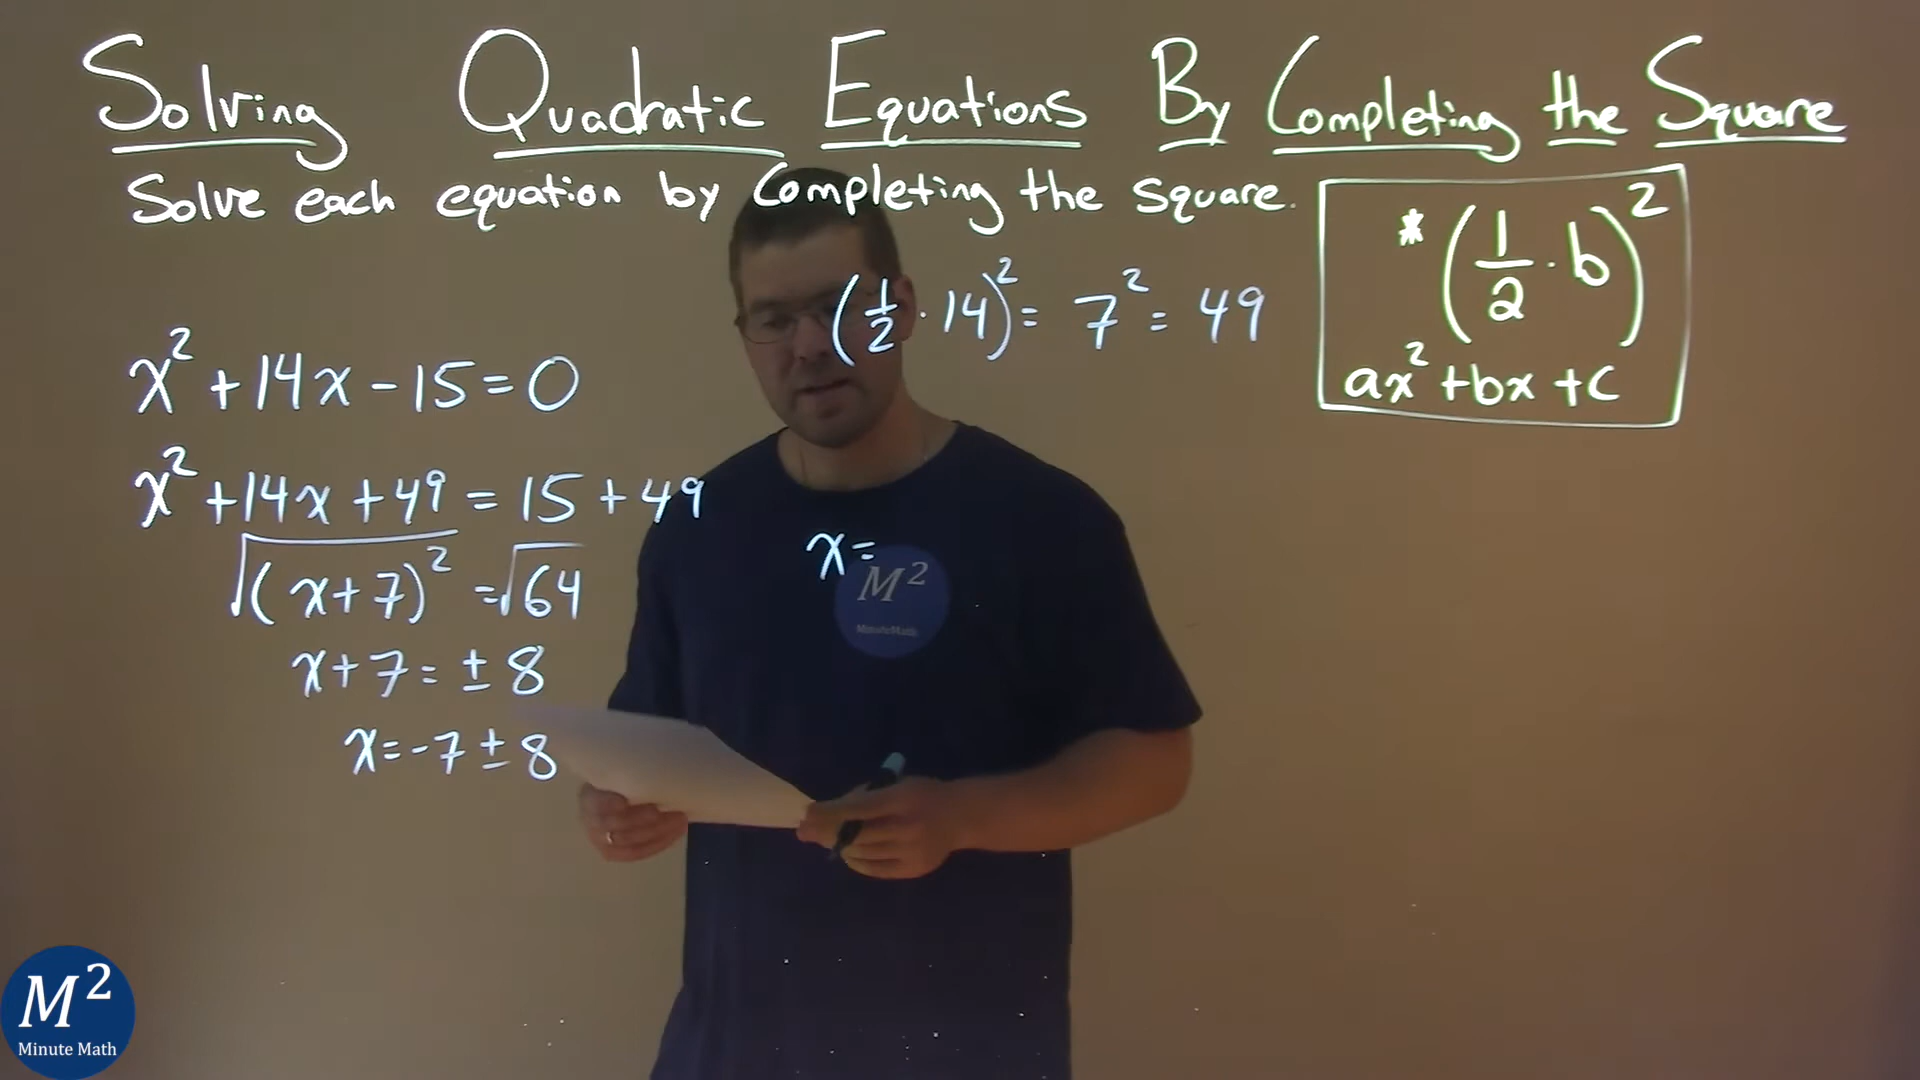 Solving Quadratic Equations By Completing the Square
Solve each equation by Completing the square.
* (1/2 · b)²
ax² + bx + c
(1/2 · 14)² = 7² = 49
x² + 14x - 15 = 0
x² + 14x + 49 = 15 + 49
√(x + 7)² = √64
x + 7 = ± 8
x = -7 ± 8
x =
M²
MinuteMath
M²
Minute Math